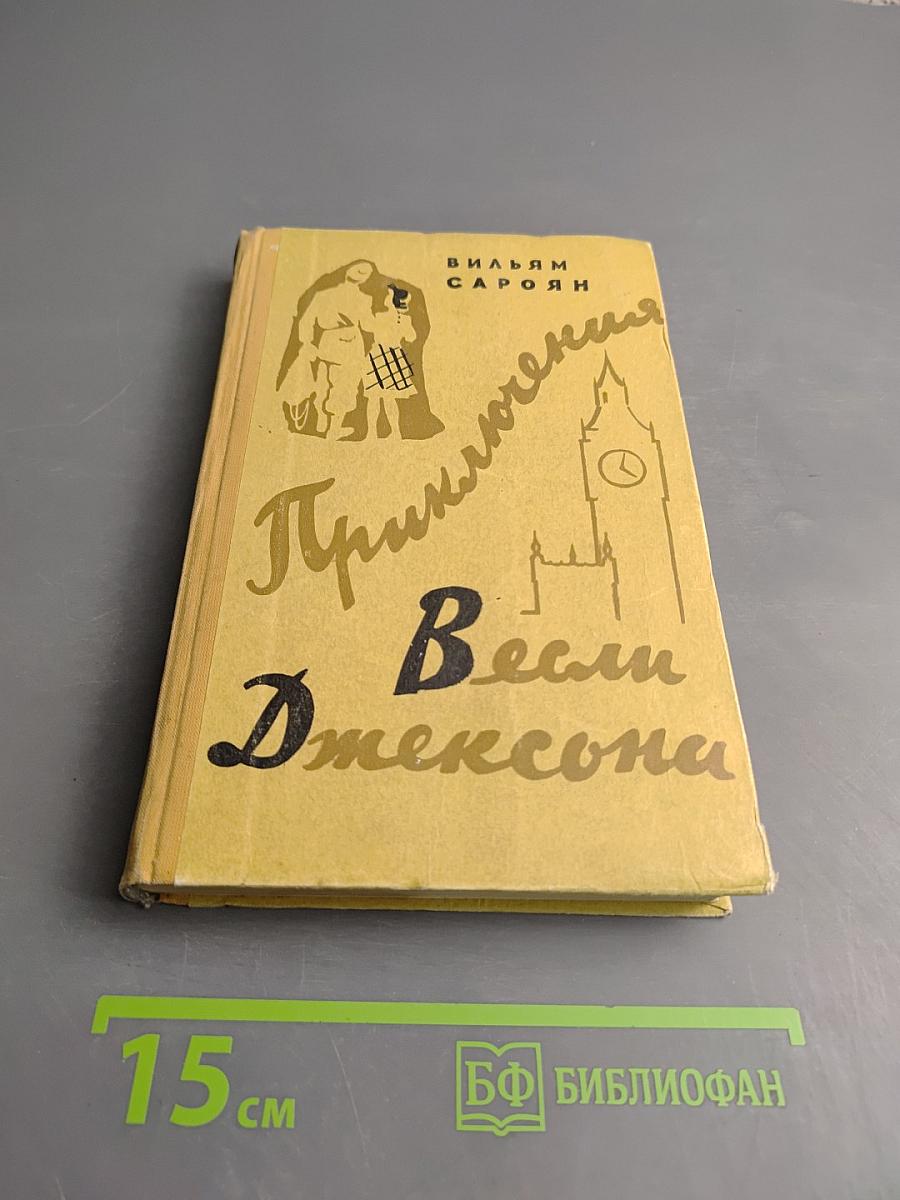 ВИЛЬЯМ
САРОЯН
Приключения
Весли
Джексона
15 см
БФ БИБЛИОФАН